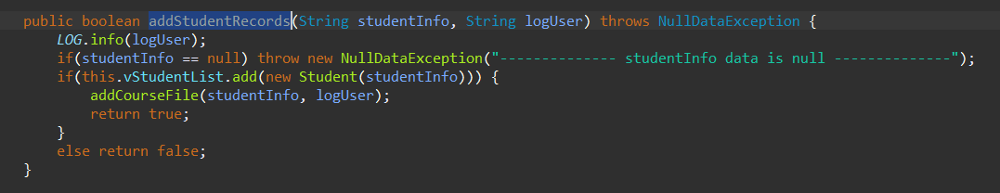 public boolean addStudentRecords(String studentInfo, String logUser) throws NullDataException {
    LOG.info(logUser);
    if(studentInfo == null) throw new NullDataException("-------------- studentInfo data is null --------------");
    if(this.vStudentList.add(new Student(studentInfo))) {
        addCourseFile(studentInfo, logUser);
        return true;
    }
    else return false;
}